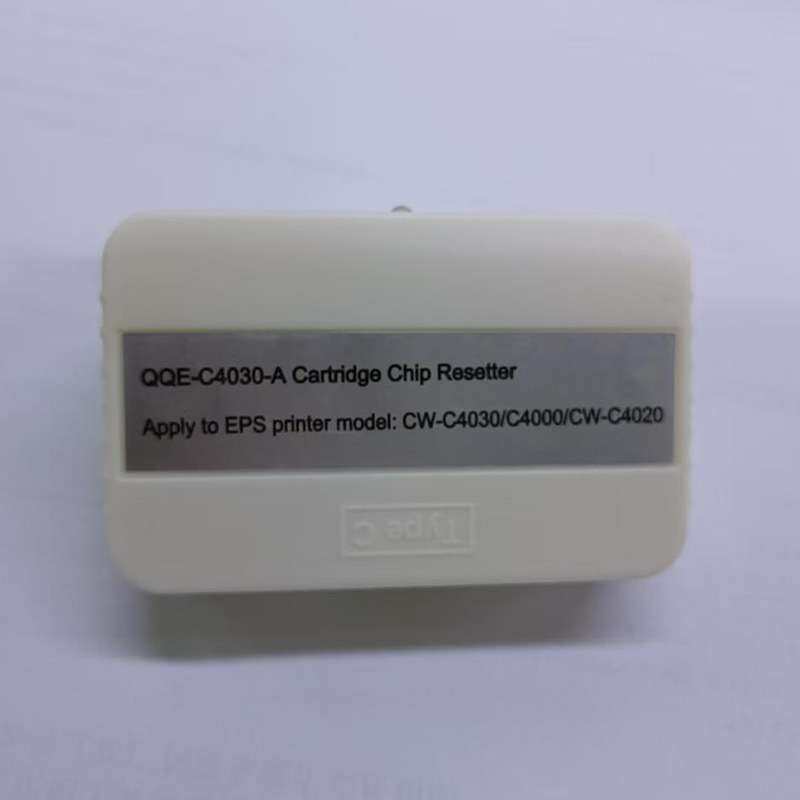 QQE-C4030-A Cartridge Chip Resetter
Apply to EPS printer model: CW-C4030/C4000/CW-C4020
Type C